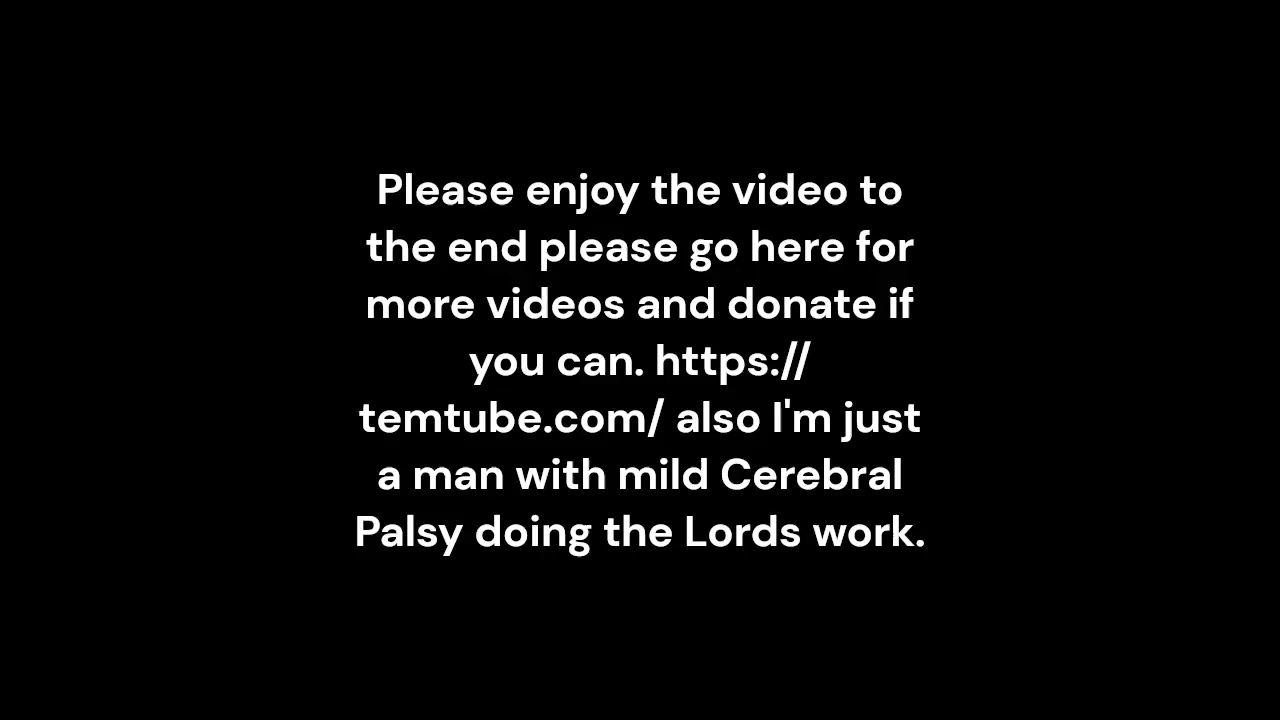 Please enjoy the video to
the end please go here for
more videos and donate if
you can. https://
temtube.com/ also I'm just
a man with mild Cerebral
Palsy doing the Lords work.